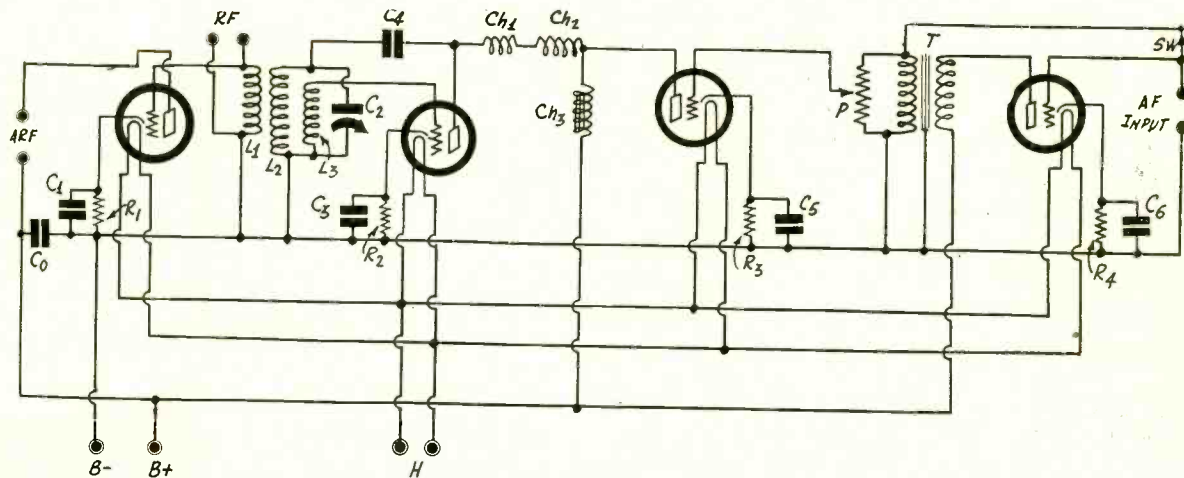 RF
C4
Ch1
Ch2
T
SW
ARF
C2
P
AF
INPUT
L1
L2
L3
Ch3
C1
R1
C3
R2
C5
R3
C6
R4
C0
B-
B+
H